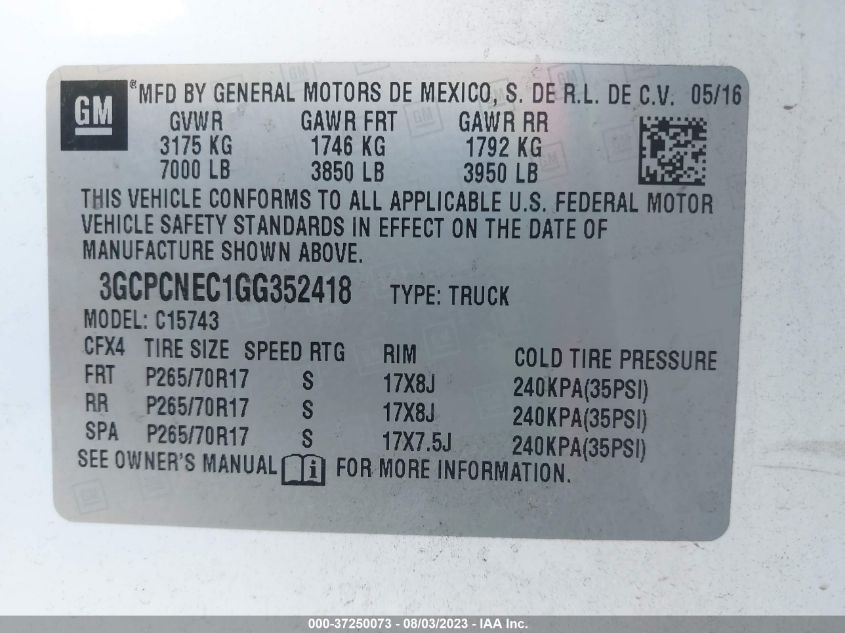 GM ® MFD BY GENERAL MOTORS DE MEXICO, S. DE R.L. DE C.V. 05/16
GVWR GAWR FRT GAWR RR
3175 KG 1746 KG 1792 KG
7000 LB 3850 LB 3950 LB
THIS VEHICLE CONFORMS TO ALL APPLICABLE U.S. FEDERAL MOTOR
VEHICLE SAFETY STANDARDS IN EFFECT ON THE DATE OF
MANUFACTURE SHOWN ABOVE.
3GCPCNEC1GG352418 TYPE: TRUCK
MODEL: C15743
CFX4 TIRE SIZE SPEED RTG RIM COLD TIRE PRESSURE
FRT P265/70R17 S 17X8J 240KPA(35PSI)
RR P265/70R17 S 17X8J 240KPA(35PSI)
SPA P265/70R17 S 17X7.5J 240KPA(35PSI)
SEE OWNER'S MANUAL i FOR MORE INFORMATION.
000-37250073 - 08/03/2023 - IAA Inc.